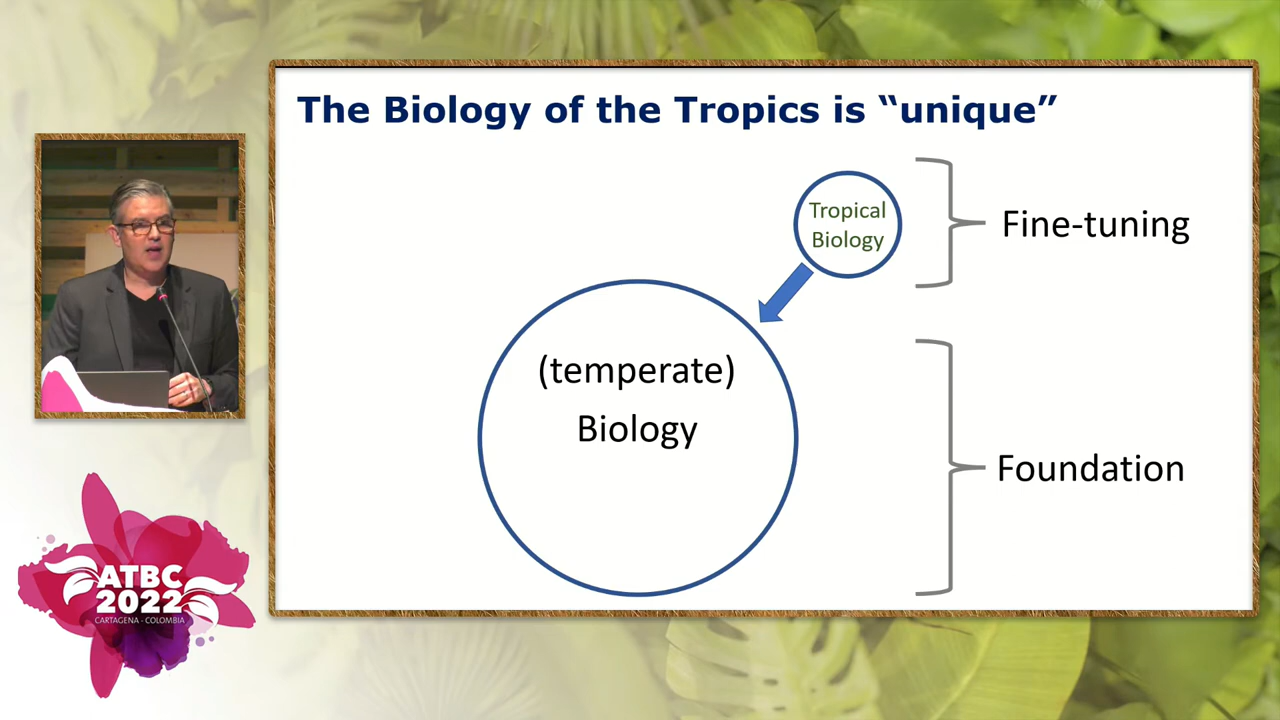 The Biology of the Tropics is “unique”
Tropical
Biology
Fine-tuning
(temperate)
Biology
Foundation
ATBC
2022
CARTAGENA - COLOMBIA